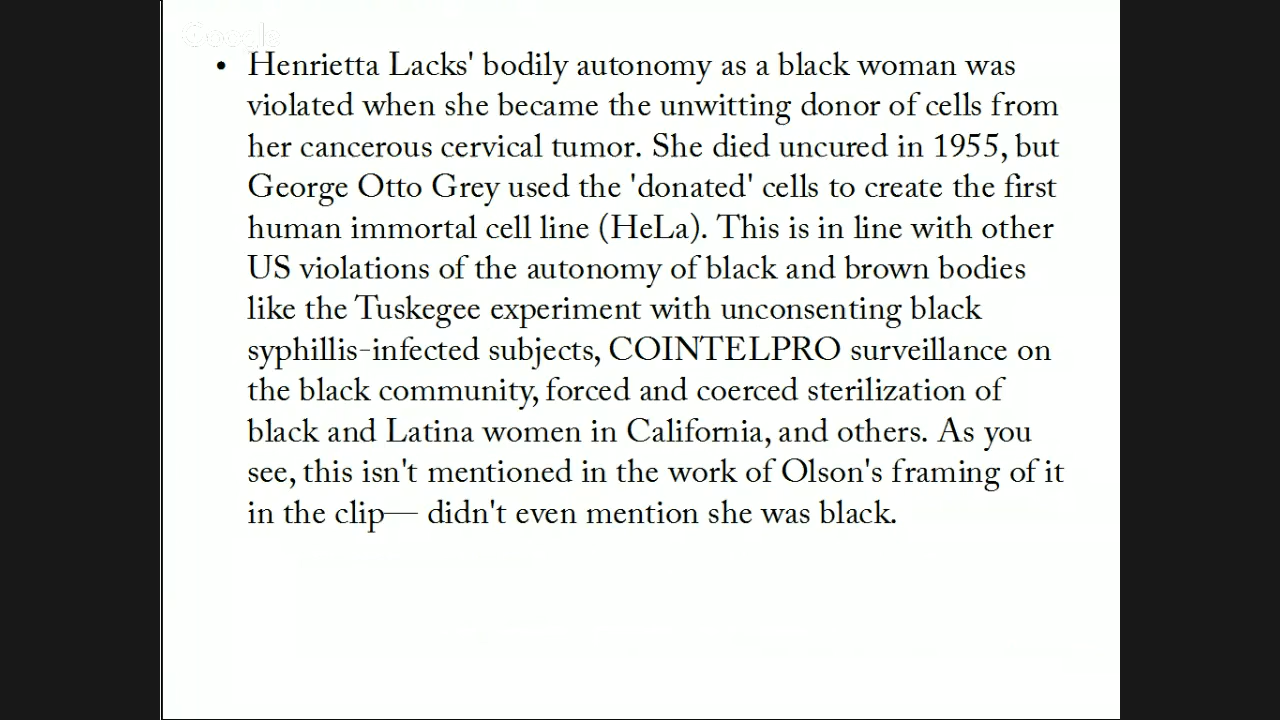 Google
• Henrietta Lacks' bodily autonomy as a black woman was
violated when she became the unwitting donor of cells from
her cancerous cervical tumor. She died uncured in 1955, but
George Otto Grey used the 'donated' cells to create the first
human immortal cell line (HeLa). This is in line with other
US violations of the autonomy of black and brown bodies
like the Tuskegee experiment with unconsenting black
syphillis-infected subjects, COINTELPRO surveillance on
the black community, forced and coerced sterilization of
black and Latina women in California, and others. As you
see, this isn't mentioned in the work of Olson's framing of it
in the clip— didn't even mention she was black.